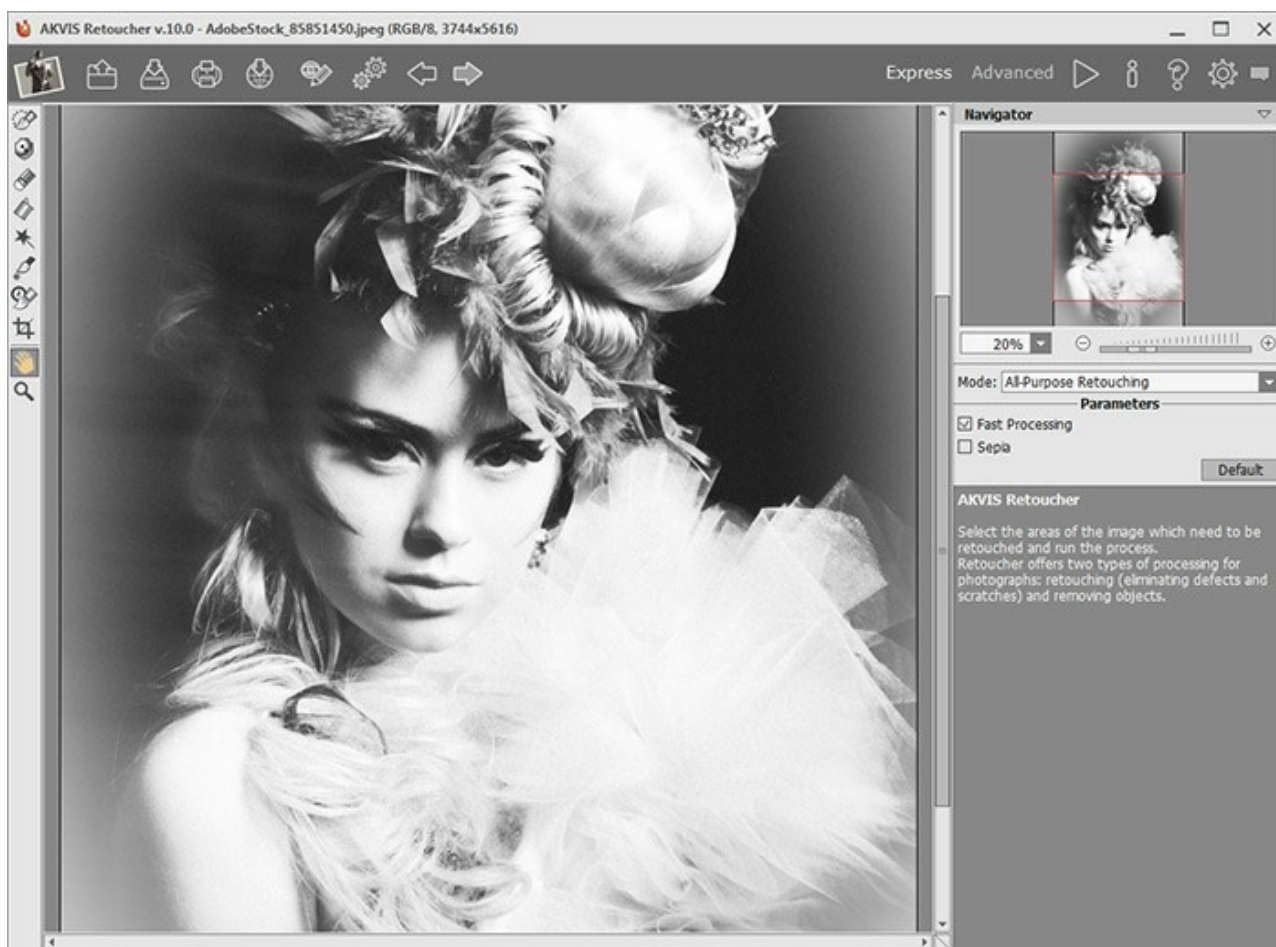 AKVIS Retoucher v.10.0 - AdobeStock_85851450.jpeg (RGB/8, 3744x5616)
Express Advanced
Navigator
20%
Mode: All-Purpose Retouching
Parameters
Fast Processing
Sepia
Default
AKVIS Retoucher
Select the areas of the image which need to be
retouched and run the process.
Retoucher offers two types of processing for
photographs: retouching (eliminating defects and
scratches) and removing objects.